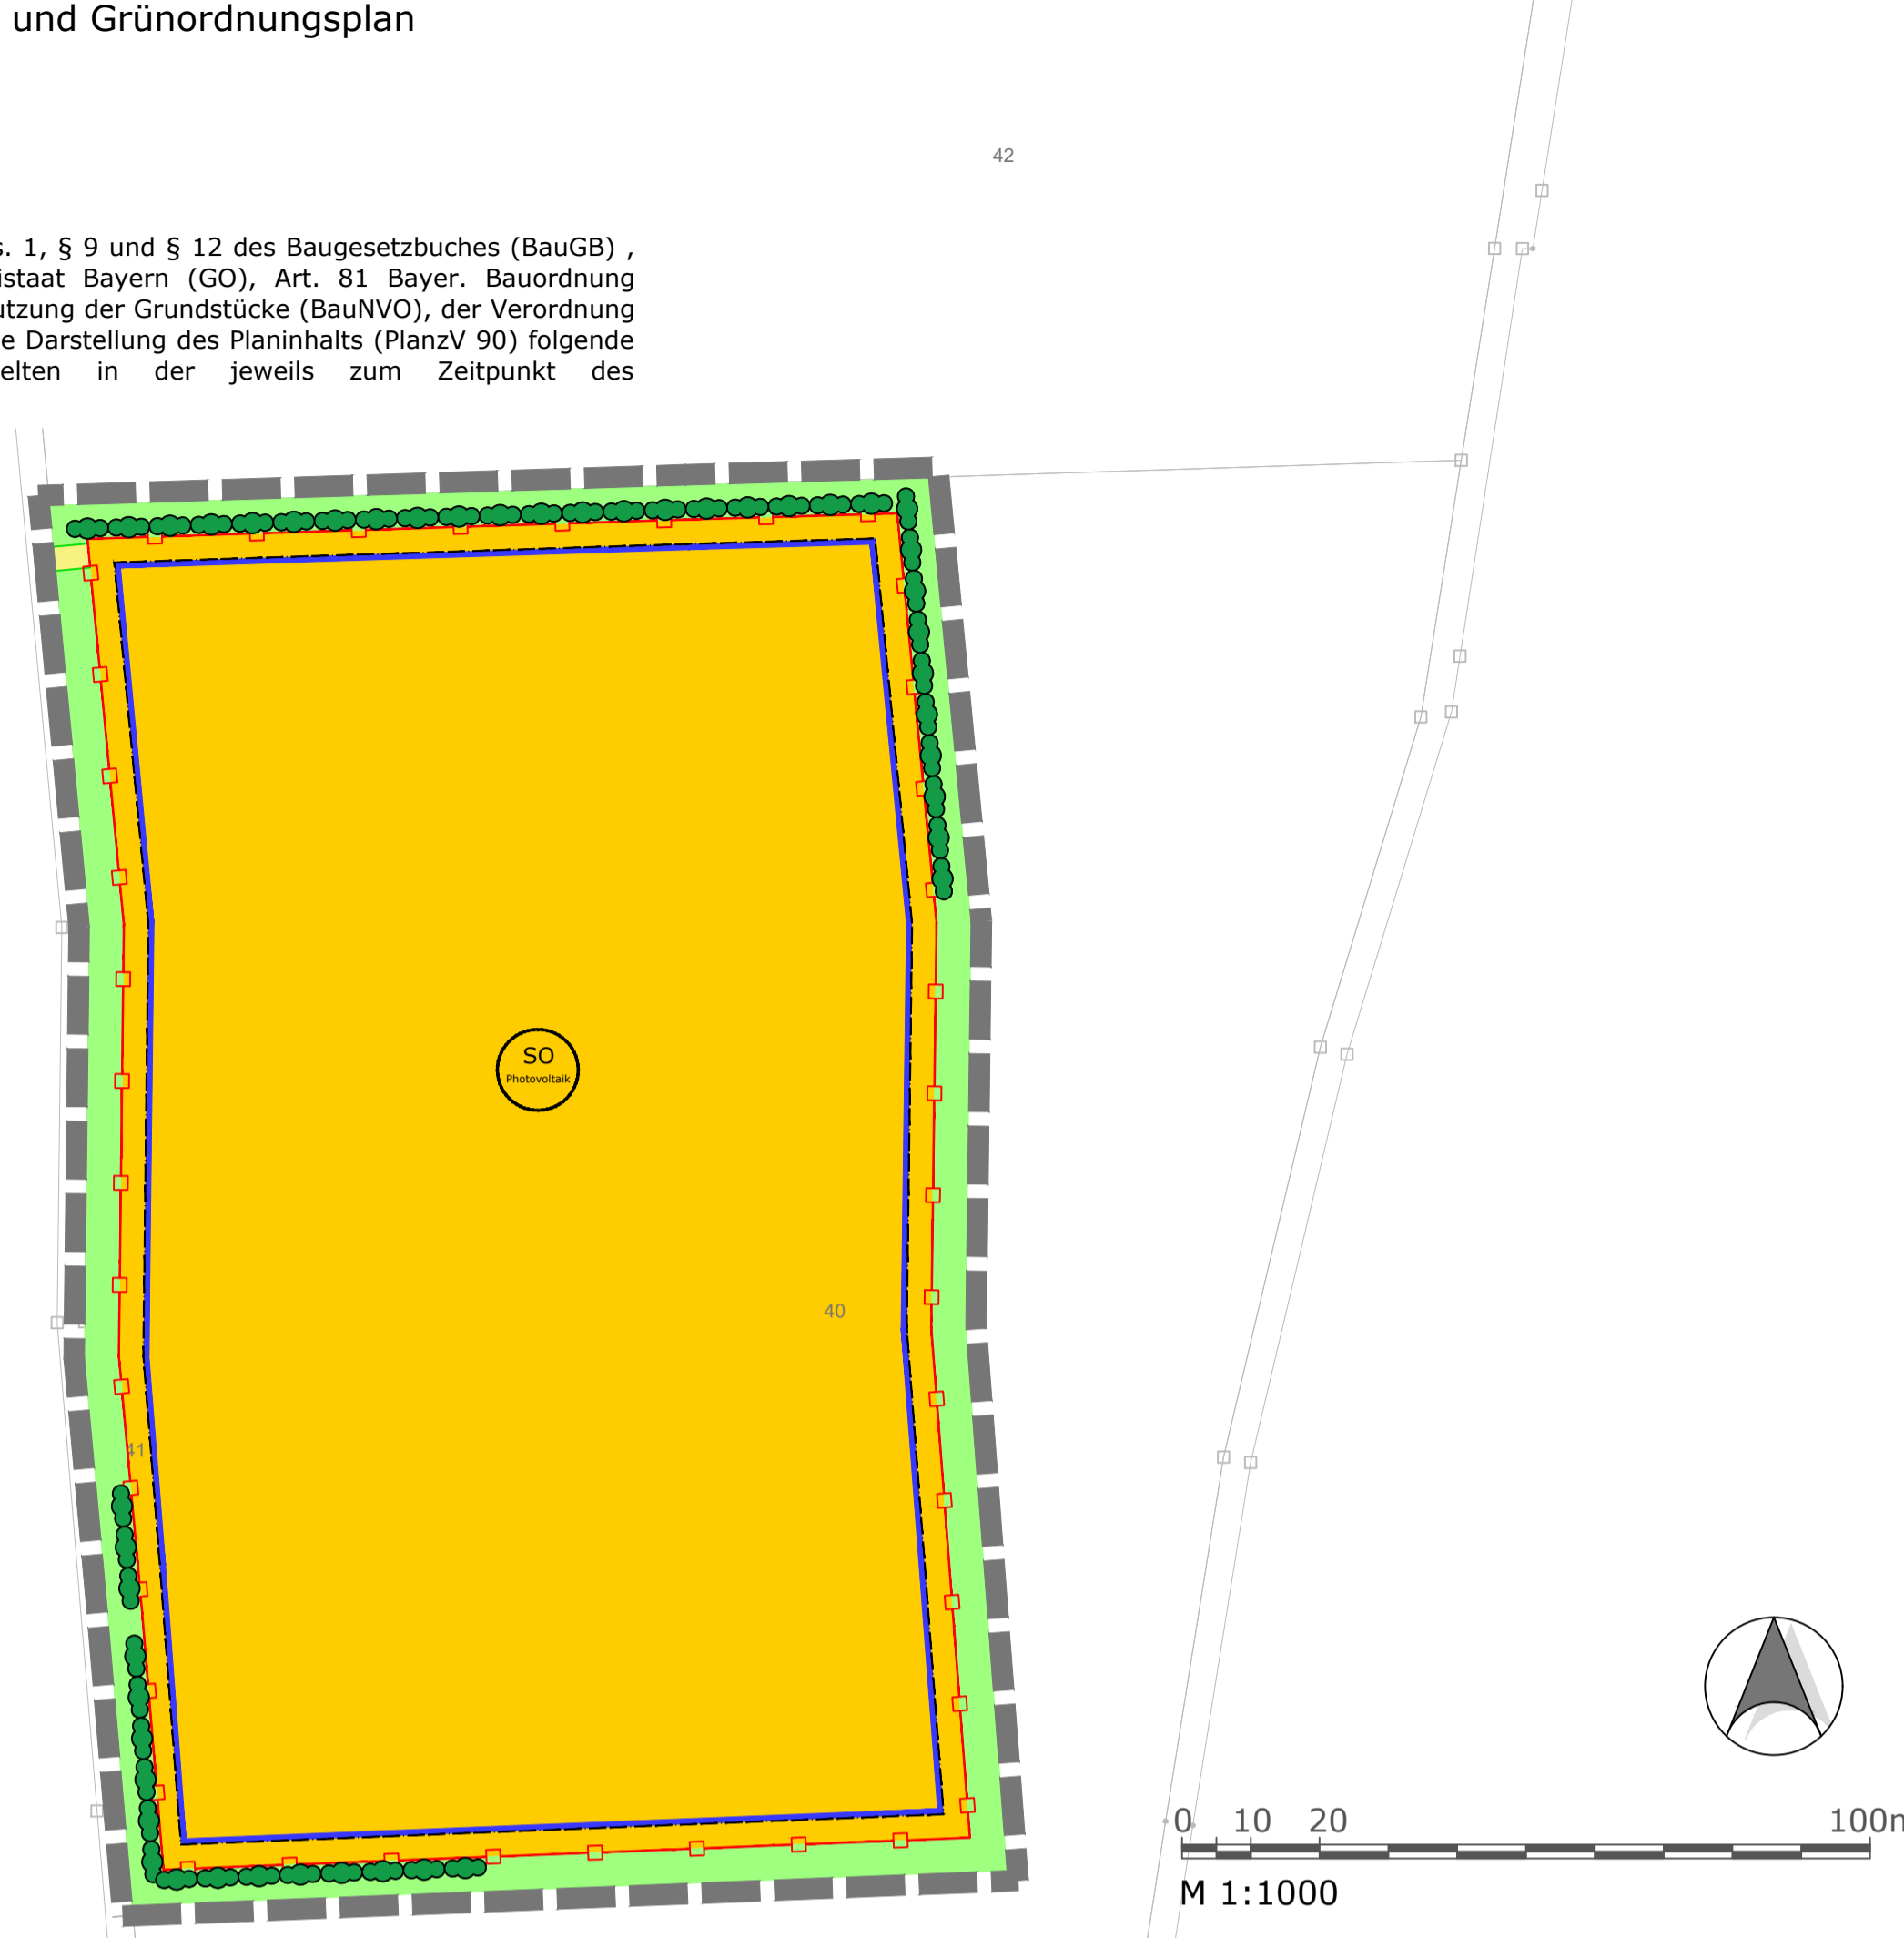 und Grünordnungsplan
42
s. 1, § 9 und § 12 des Baugesetzbuches (BauGB) ,
istaat Bayern (GO), Art. 81 Bayer. Bauordnung
utzung der Grundstücke (BauNVO), der Verordnung
e Darstellung des Planinhalts (PlanzV 90) folgende
elten in der jeweils zum Zeitpunkt des
SO
Photovoltaik
40
41
0 10 20 100m
M 1:1000